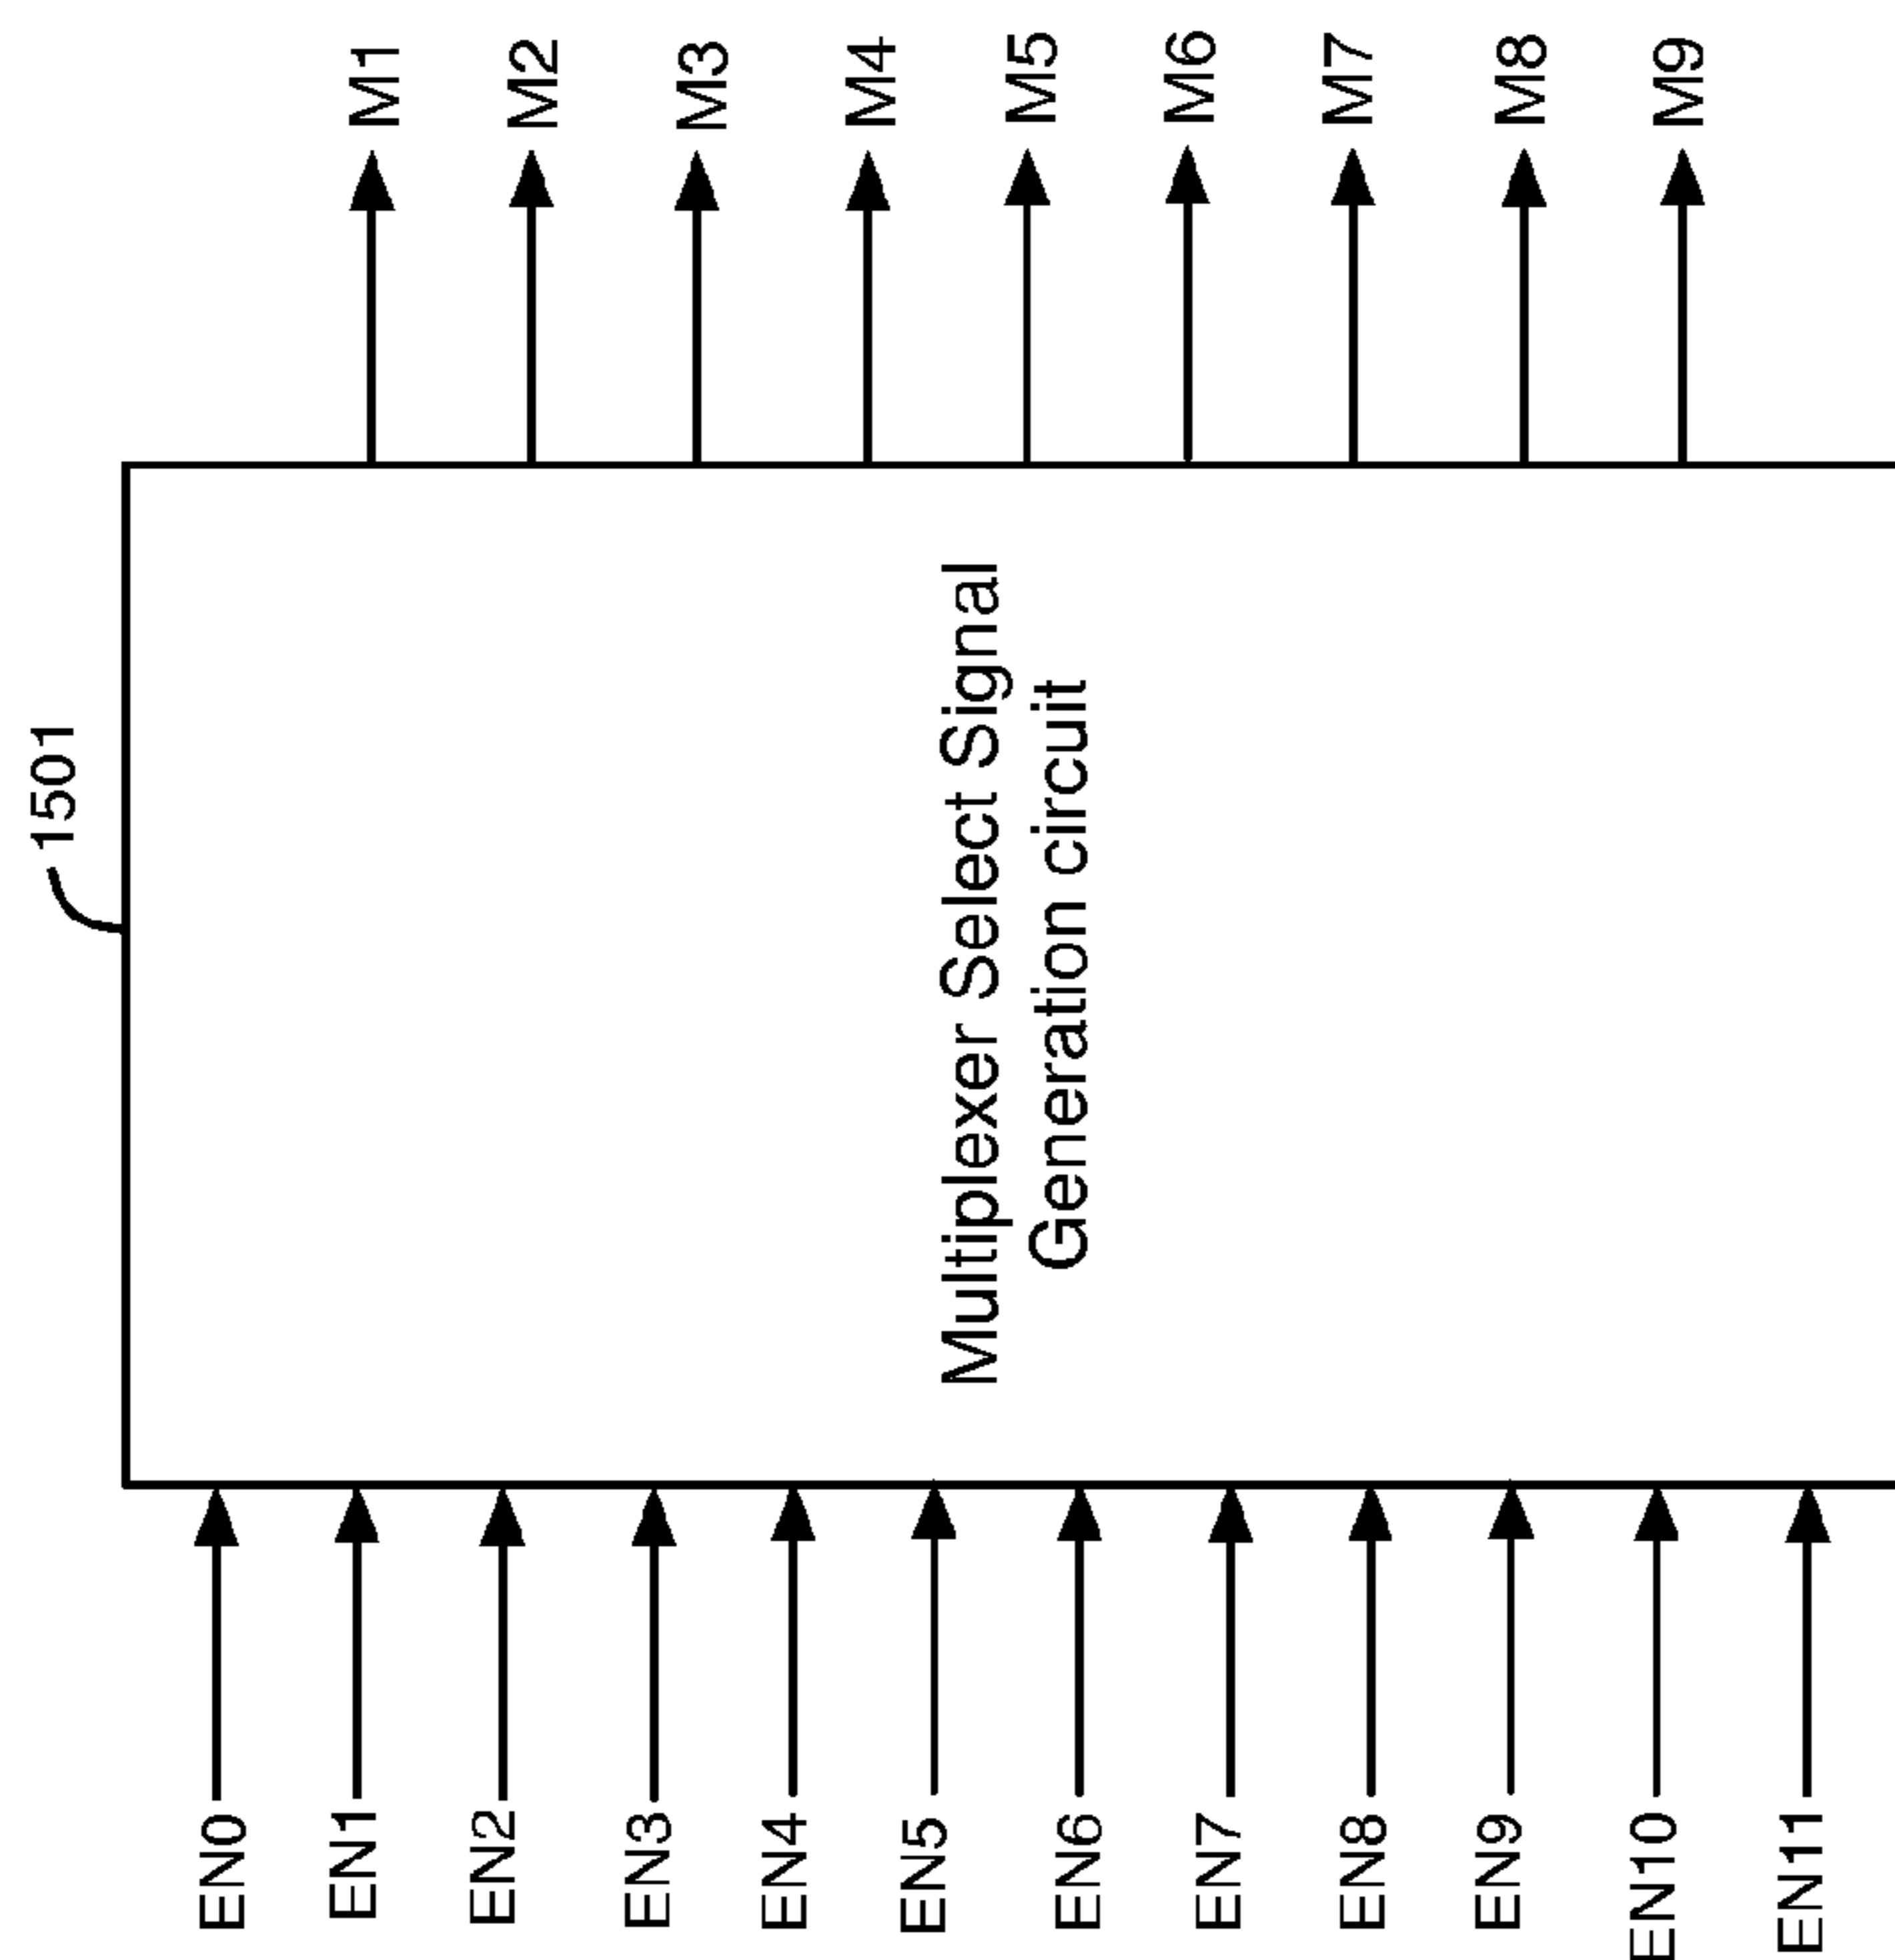 1501
EN0
EN1
EN2
EN3
EN4
EN5
EN6
EN7
EN8
EN9
EN10
EN11
Multiplexer Select Signal
Generation circuit
M1
M2
M3
M4
M5
M6
M7
M8
M9